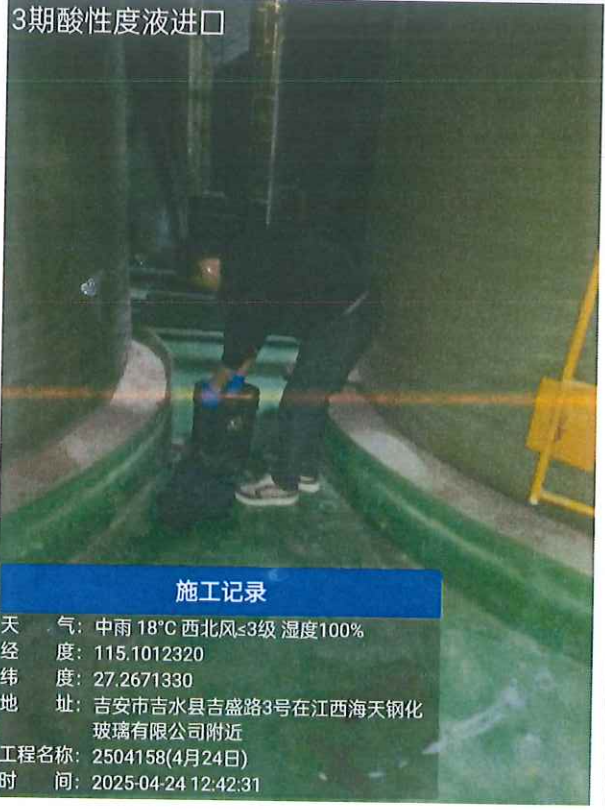 3期酸性度液进口
施工记录
天 气: 中雨 18°C 西北风≤3级 湿度100%
经 度: 115.1012320
纬 度: 27.2671330
地 址: 吉安市吉水县吉盛路3号在江西海天钢化
玻璃有限公司附近
工程名称: 2504158(4月24日)
时 间: 2025-04-24 12:42:31